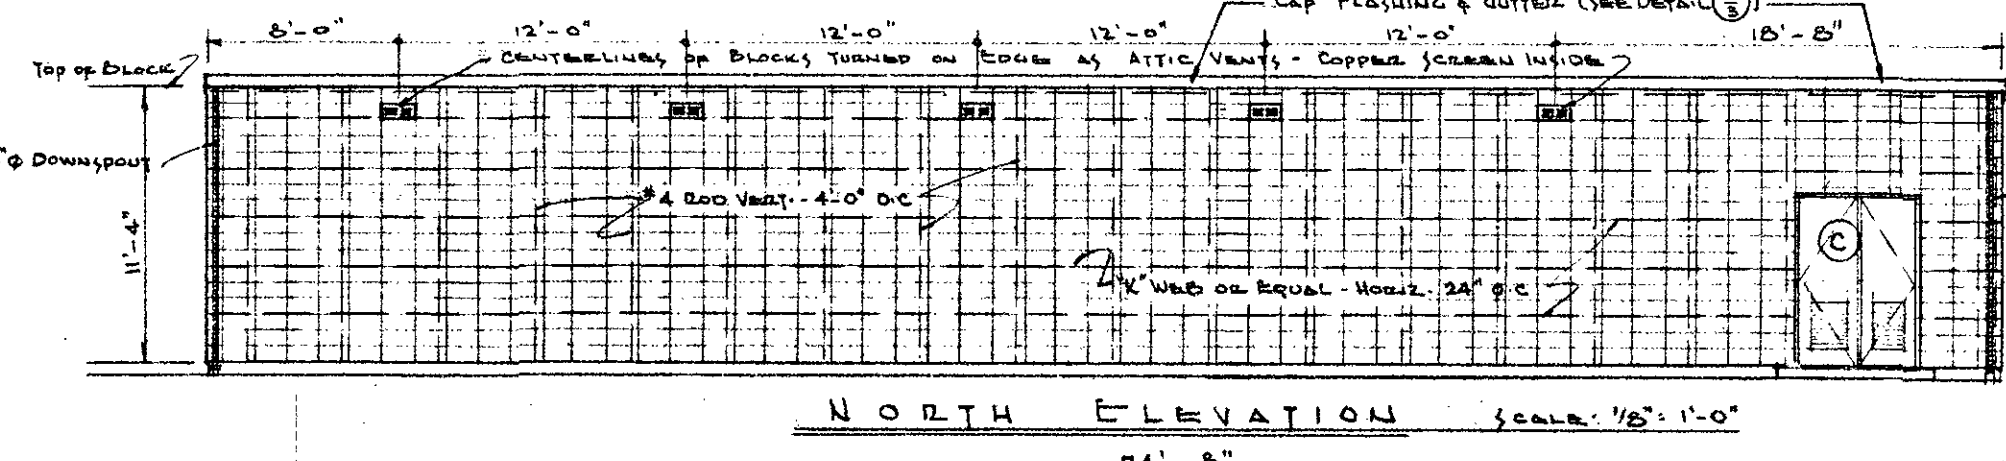 CAP FLASHING & GUTTER (SEE DETAIL 3)
8'-0" 12'-0" 12'-0" 12'-0" 12'-0" 18'-8"
TOP OF BLOCK
CENTERLINES OF BLOCKS TURNED ON EDGE AS ATTIC VENTS - COPPER SCREEN INSIDE
"Φ DOWNSPOUT
#4 ROD VERT. - 4'-0" O.C
11'-4"
C
"K" WEB OR EQUAL - HORIZ. 24" O.C
NORTH ELEVATION SCALE: 1/8" = 1'-0"
74'-8"